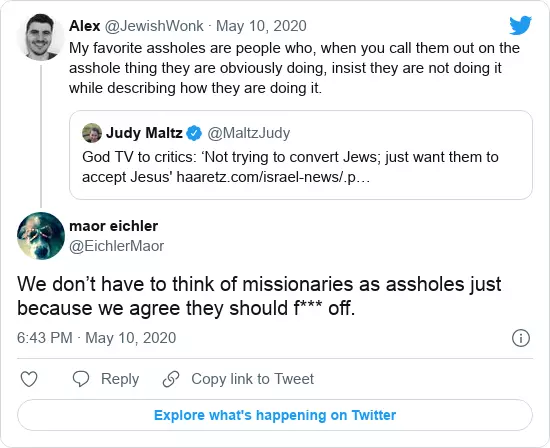 Alex @JewishWonk · May 10, 2020
My favorite assholes are people who, when you call them out on the
asshole thing they are obviously doing, insist they are not doing it
while describing how they are doing it.
Judy Maltz @MaltzJudy
God TV to critics: ‘Not trying to convert Jews; just want them to
accept Jesus' haaretz.com/israel-news/.p…
maor eichler
@EichlerMaor
We don’t have to think of missionaries as assholes just
because we agree they should f*** off.
6:43 PM · May 10, 2020
Reply
Copy link to Tweet
Explore what's happening on Twitter